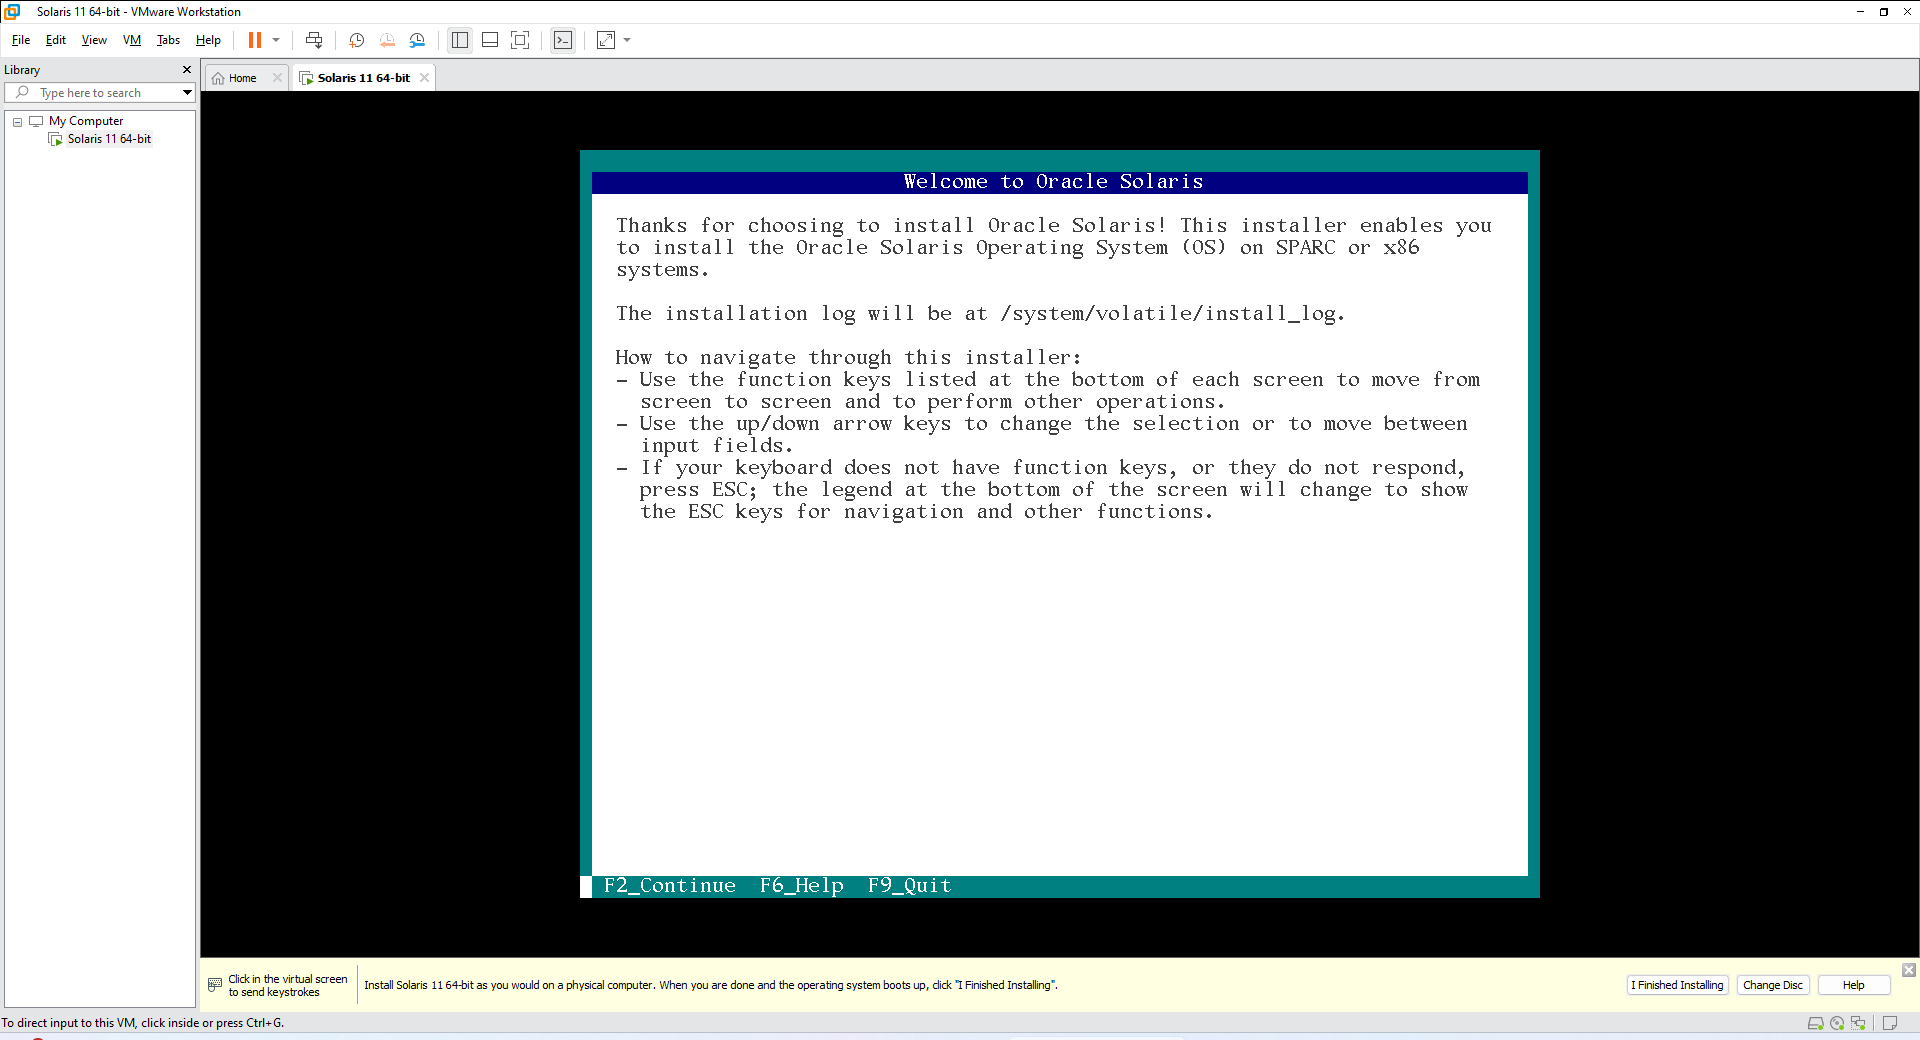 Solaris 11 64-bit - VMware Workstation
File Edit View VM Tabs Help
Library
Type here to search
My Computer
Solaris 11 64-bit
Home
Solaris 11 64-bit
Welcome to Oracle Solaris
Thanks for choosing to install Oracle Solaris! This installer enables you
to install the Oracle Solaris Operating System (OS) on SPARC or x86
systems.
The installation log will be at /system/volatile/install_log.
How to navigate through this installer:
- Use the function keys listed at the bottom of each screen to move from
screen to screen and to perform other operations.
- Use the up/down arrow keys to change the selection or to move between
input fields.
- If your keyboard does not have function keys, or they do not respond,
press ESC; the legend at the bottom of the screen will change to show
the ESC keys for navigation and other functions.
F2_Continue F6_Help F9_Quit
Click in the virtual screen
to send keystrokes
Install Solaris 11 64-bit as you would on a physical computer. When you are done and the operating system boots up, click "I Finished Installing".
I Finished Installing
Change Disc
Help
To direct input to this VM, click inside or press Ctrl+G.